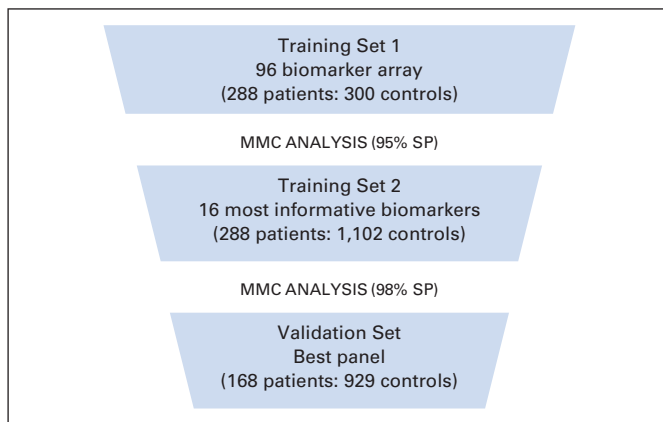 Training Set 1
96 biomarker array
(288 patients: 300 controls)
MMC ANALYSIS (95% SP)
Training Set 2
16 most informative biomarkers
(288 patients: 1,102 controls)
MMC ANALYSIS (98% SP)
Validation Set
Best panel
(168 patients: 929 controls)